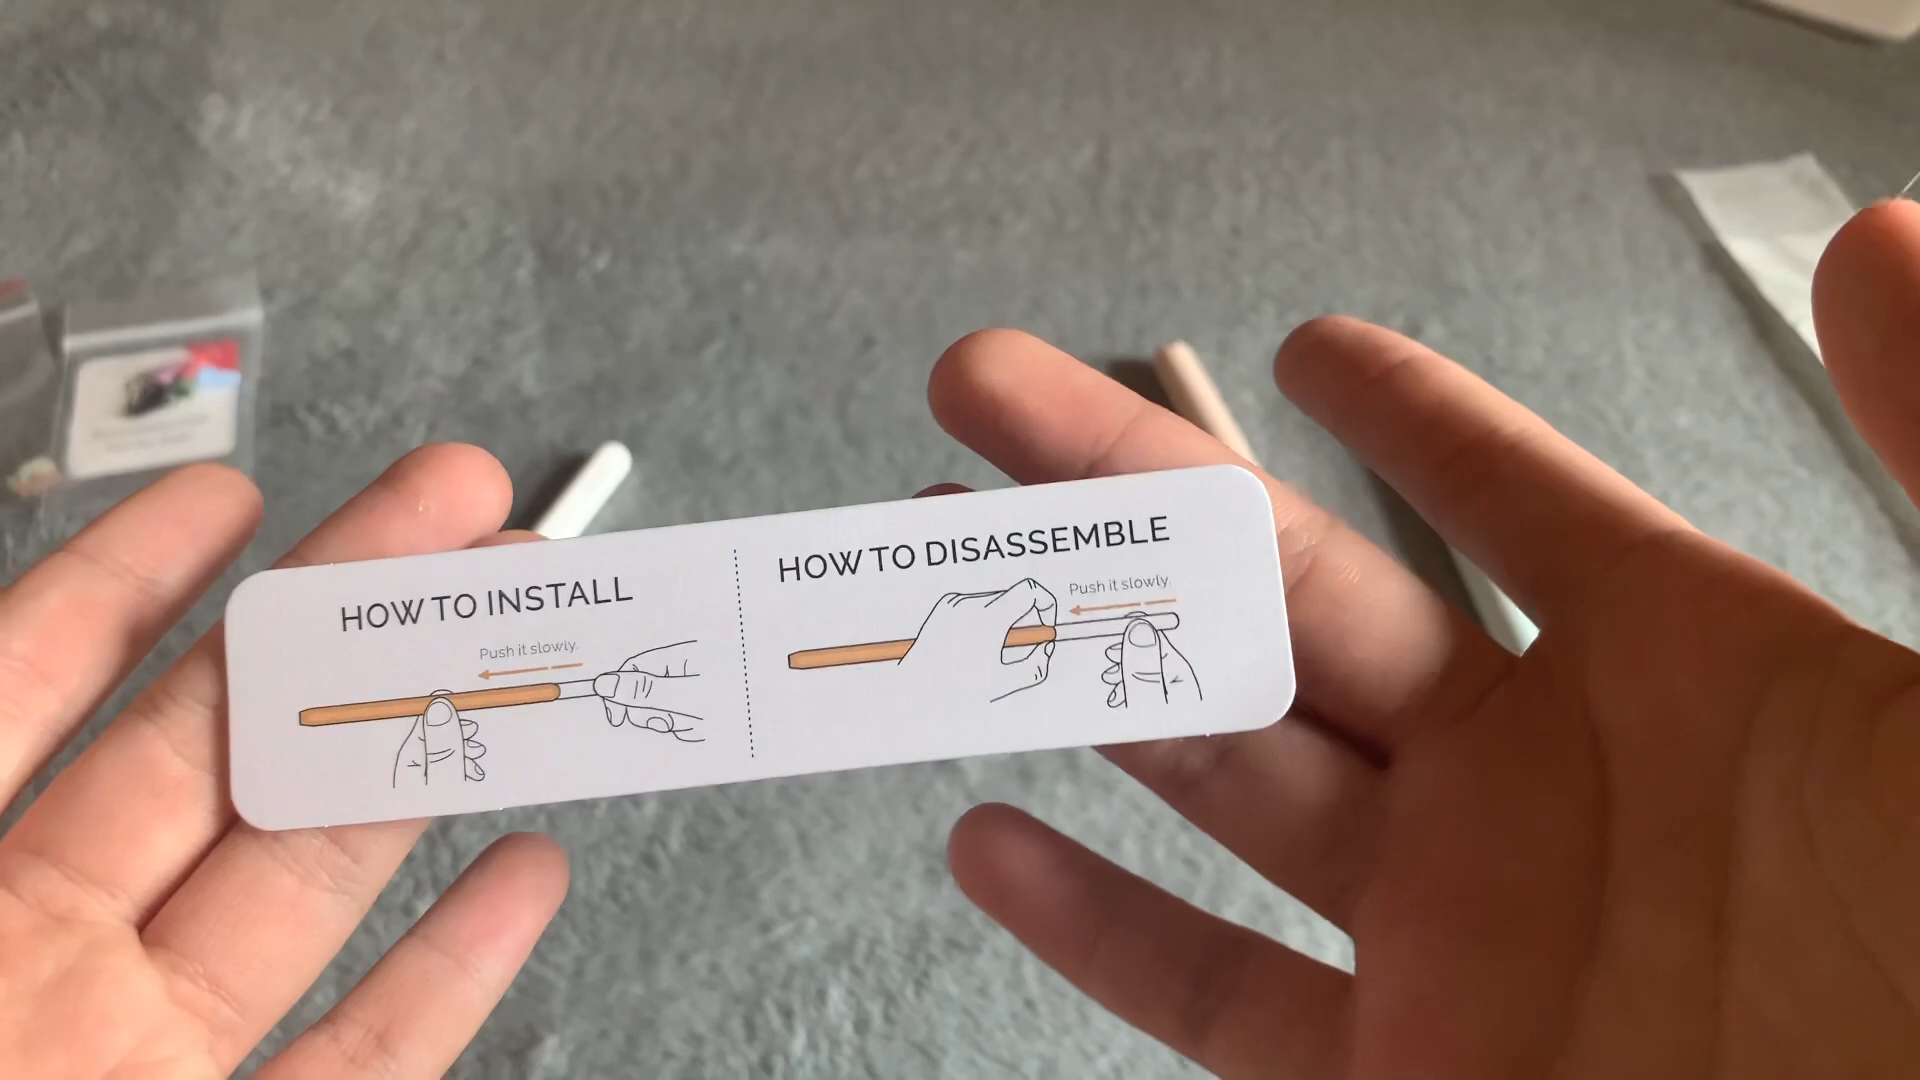 HOW TO INSTALL
Push it slowly.
HOW TO DISASSEMBLE
Push it slowly.